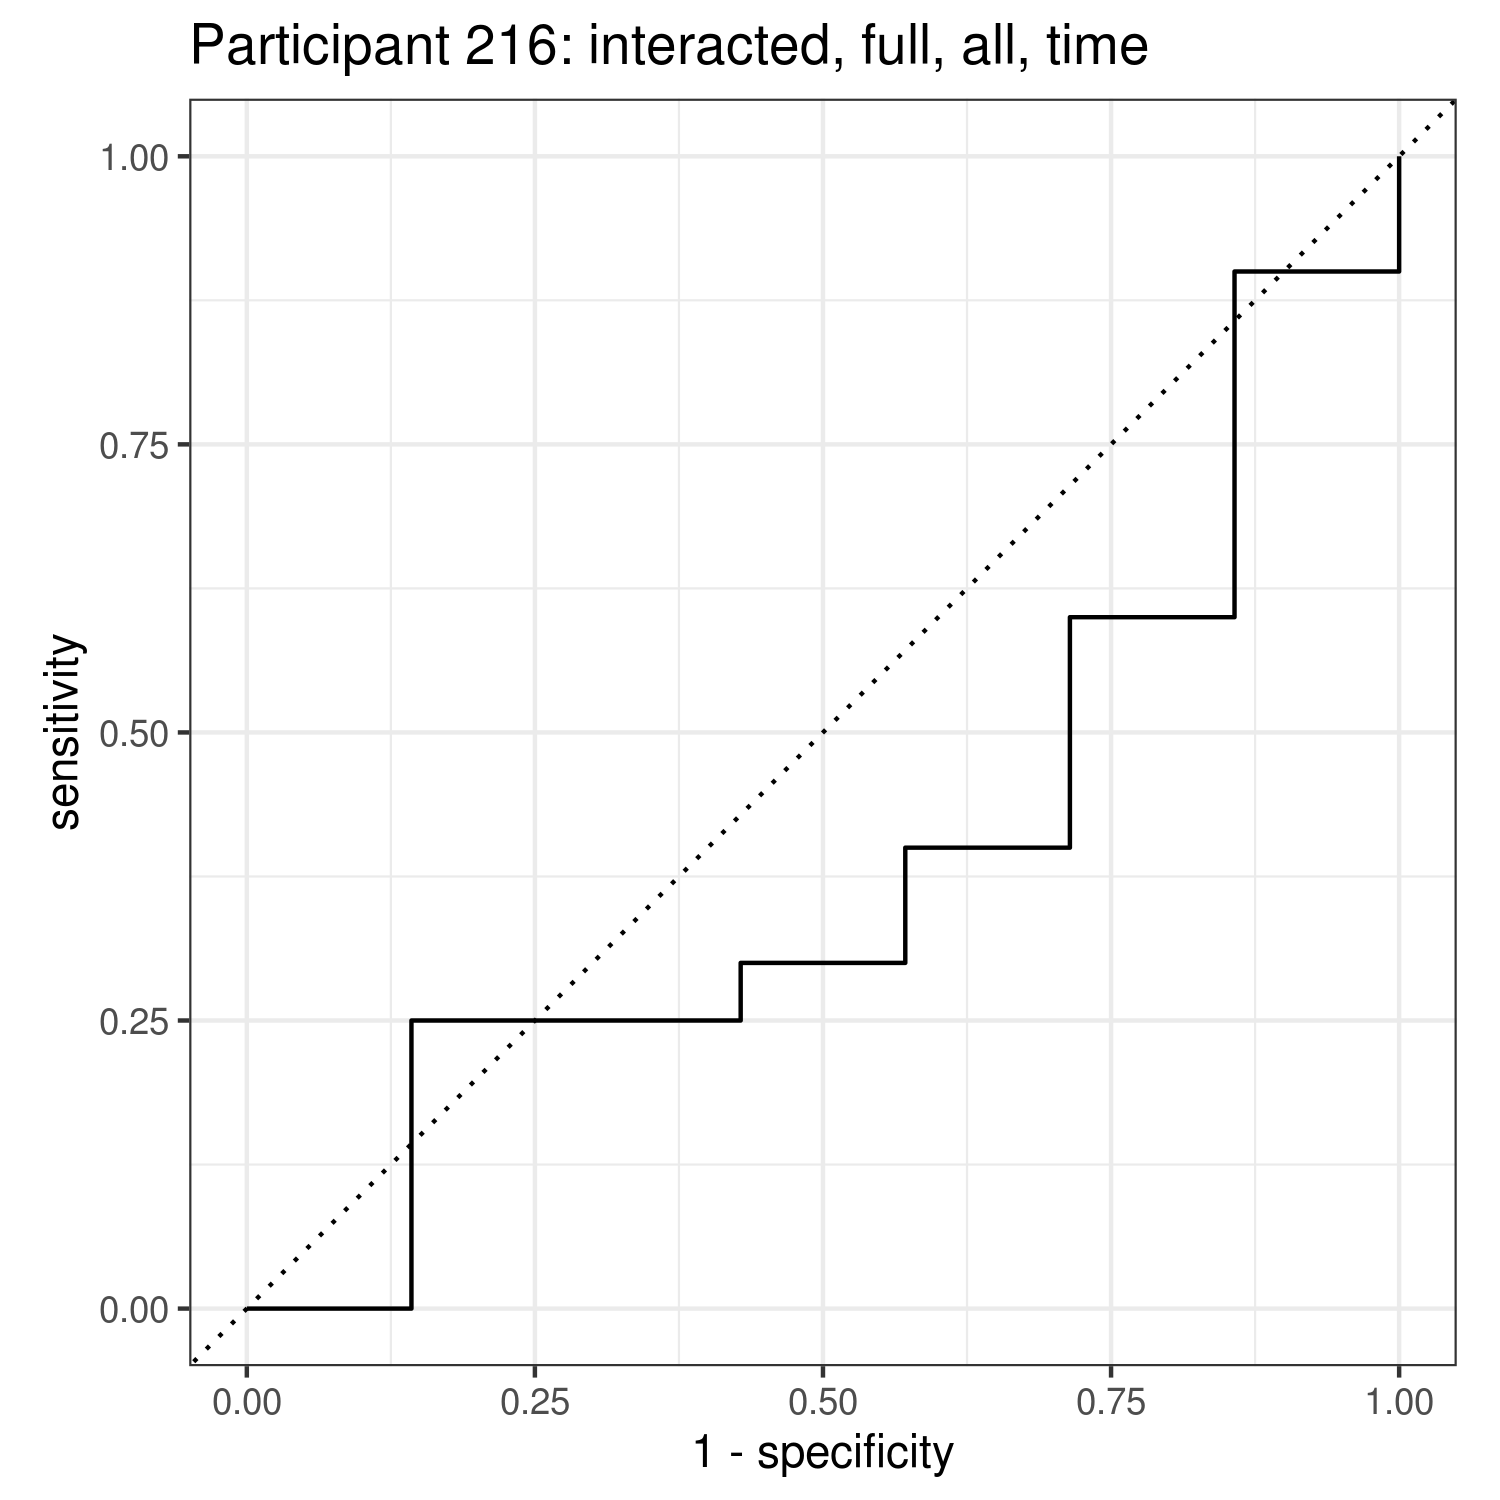 Participant 216: interacted, full, all, time
1.00
0.75
0.50
0.25
0.00
sensitivity
0.00 0.25 0.50 0.75 1.00
1 - specificity